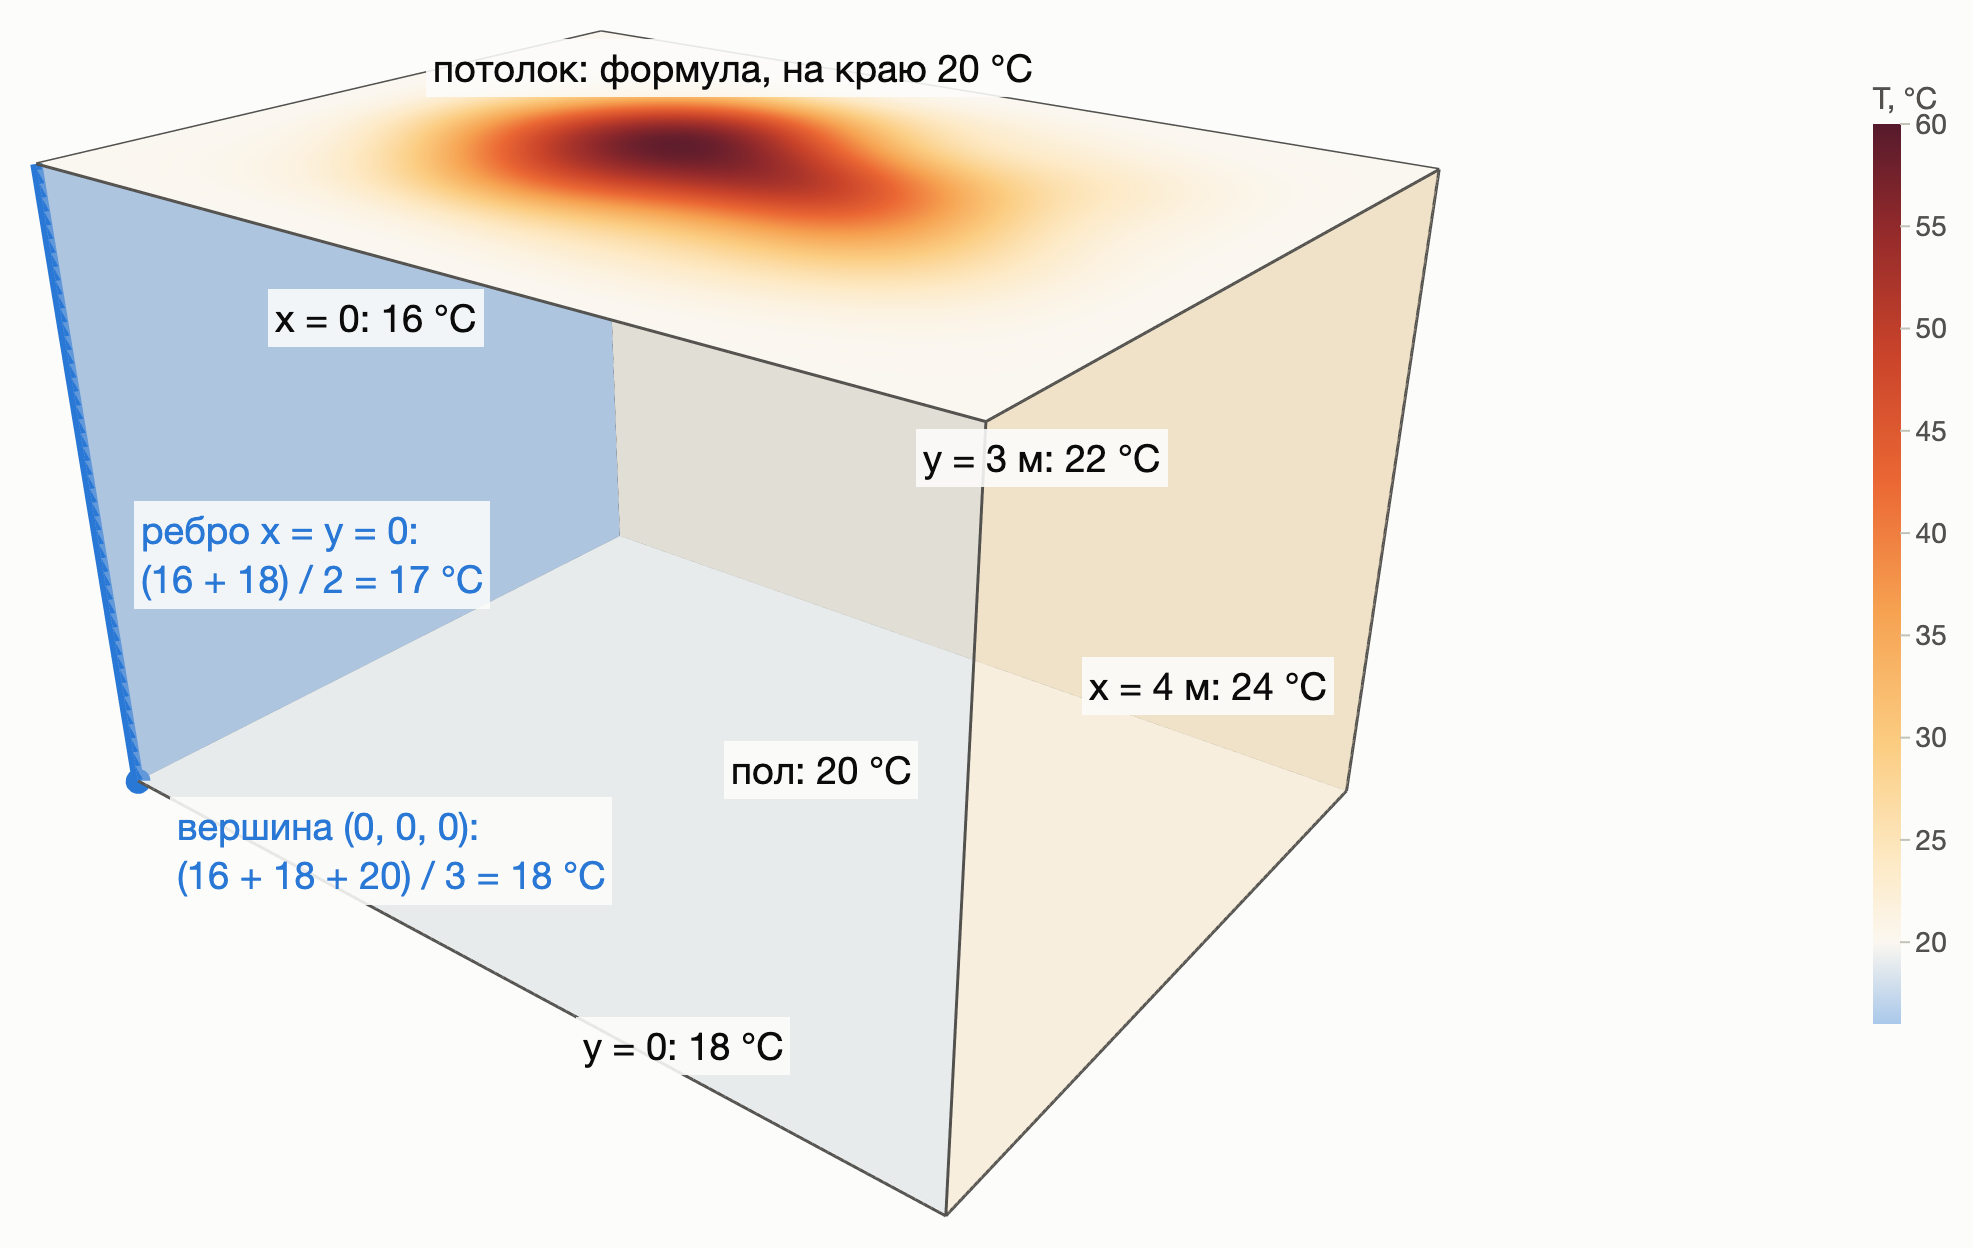 потолок: формула, на краю 20 °C
T, °C
60
55
50
45
40
35
30
25
20
x = 0: 16 °C
y = 3 м: 22 °C
ребро x = y = 0:
(16 + 18) / 2 = 17 °C
x = 4 м: 24 °C
пол: 20 °C
вершина (0, 0, 0):
(16 + 18 + 20) / 3 = 18 °C
y = 0: 18 °C